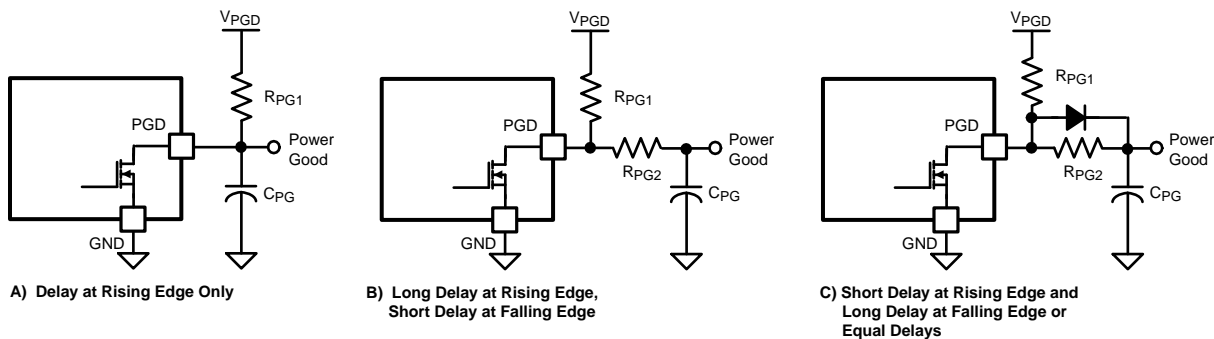 VPGD
RPG1
PGD
Power
Good
CPG
GND
A) Delay at Rising Edge Only
VPGD
RPG1
PGD
RPG2
Power
Good
CPG
GND
B) Long Delay at Rising Edge,
Short Delay at Falling Edge
VPGD
RPG1
PGD
RPG2
Power
Good
CPG
GND
C) Short Delay at Rising Edge and
Long Delay at Falling Edge or
Equal Delays